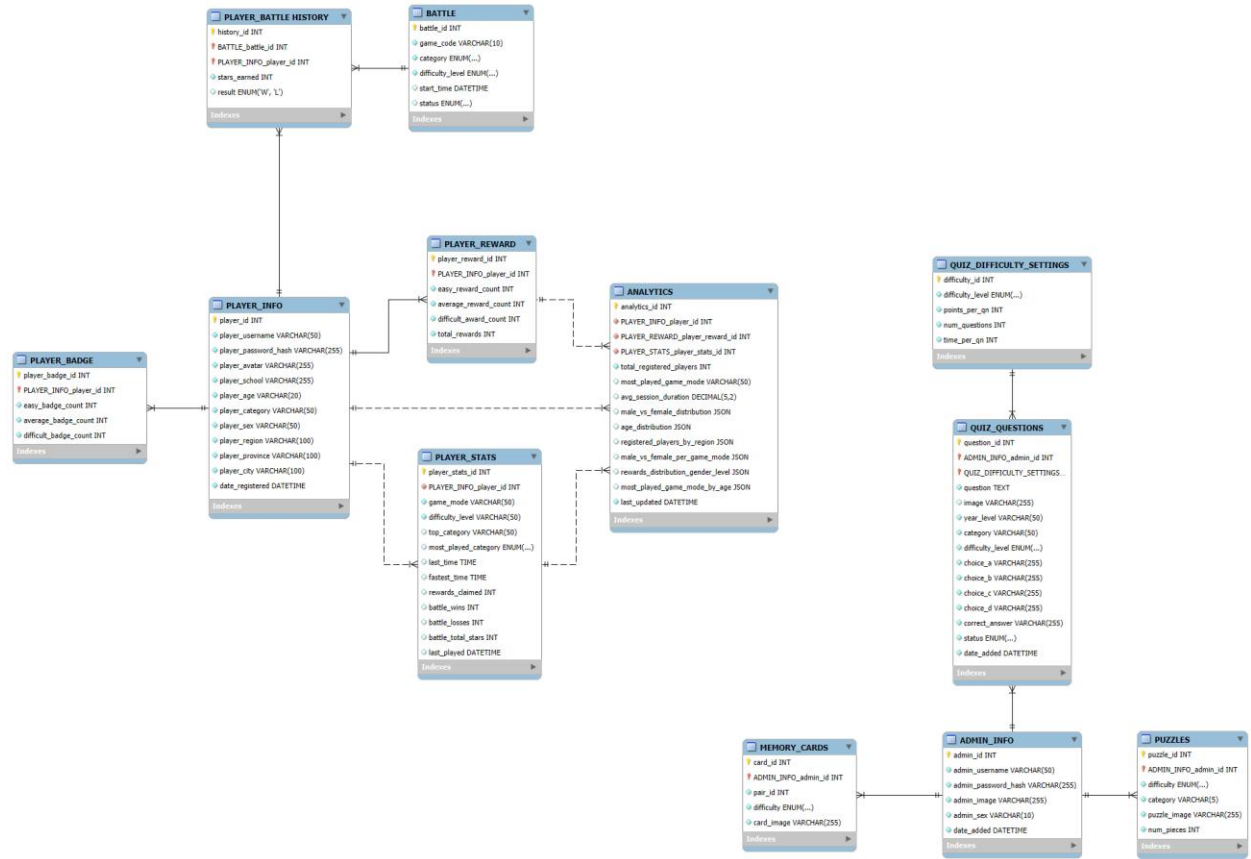 PLAYER_BATTLE HISTORY
history_id INT
BATTLE_battle_id INT
PLAYER_INFO_player_id INT
stars_earned INT
result ENUM('W', 'L')
Indexes
BATTLE
battle_id INT
game_code VARCHAR(10)
category ENUM(...)
difficulty_level ENUM(...)
start_time DATETIME
status ENUM(...)
Indexes
PLAYER_REWARD
player_reward_id INT
PLAYER_INFO_player_id INT
easy_reward_count INT
average_reward_count INT
difficult_award_count INT
total_rewards INT
Indexes
PLAYER_INFO
player_id INT
player_username VARCHAR(50)
player_password_hash VARCHAR(255)
player_avatar VARCHAR(255)
player_school VARCHAR(255)
player_age VARCHAR(20)
player_category VARCHAR(50)
player_sex VARCHAR(50)
player_region VARCHAR(100)
player_province VARCHAR(100)
player_city VARCHAR(100)
date_registered DATETIME
Indexes
PLAYER_BADGE
player_badge_id INT
PLAYER_INFO_player_id INT
easy_badge_count INT
average_badge_count INT
difficult_badge_count INT
Indexes
ANALYTICS
analytics_id INT
PLAYER_INFO_player_id INT
PLAYER_REWARD_player_reward_id INT
PLAYER_STATS_player_stats_id INT
total_registered_players INT
most_played_game_mode VARCHAR(50)
avg_session_duration DECIMAL(5,2)
male_vs_female_distribution JSON
age_distribution JSON
registered_players_by_region JSON
male_vs_female_per_game_mode JSON
rewards_distribution_gender_level JSON
most_played_game_mode_by_age JSON
last_updated DATETIME
Indexes
PLAYER_STATS
player_stats_id INT
PLAYER_INFO_player_id INT
game_mode VARCHAR(50)
difficulty_level VARCHAR(50)
top_category VARCHAR(50)
most_played_category ENUM(...)
last_time TIME
fastest_time TIME
rewards_claimed INT
battle_wins INT
battle_losses INT
battle_total_stars INT
last_played DATETIME
Indexes
QUIZ_DIFFICULTY_SETTINGS
difficulty_id INT
difficulty_level ENUM(...)
points_per_qn INT
num_questions INT
time_per_qn INT
Indexes
QUIZ_QUESTIONS
question_id INT
ADMIN_INFO_admin_id INT
QUIZ_DIFFICULTY_SETTINGS...
question TEXT
image VARCHAR(255)
year_level VARCHAR(50)
category VARCHAR(50)
difficulty_level ENUM(...)
choice_a VARCHAR(255)
choice_b VARCHAR(255)
choice_c VARCHAR(255)
choice_d VARCHAR(255)
correct_answer VARCHAR(255)
status ENUM(...)
date_added DATETIME
Indexes
MEMORY_CARDS
card_id INT
ADMIN_INFO_admin_id INT
pair_id INT
difficulty ENUM(...)
card_image VARCHAR(255)
Indexes
ADMIN_INFO
admin_id INT
admin_username VARCHAR(50)
admin_password_hash VARCHAR(255)
admin_image VARCHAR(255)
admin_sex VARCHAR(10)
date_added DATETIME
Indexes
PUZZLES
puzzle_id INT
ADMIN_INFO_admin_id INT
difficulty ENUM(...)
category VARCHAR(5)
puzzle_image VARCHAR(255)
num_pieces INT
Indexes